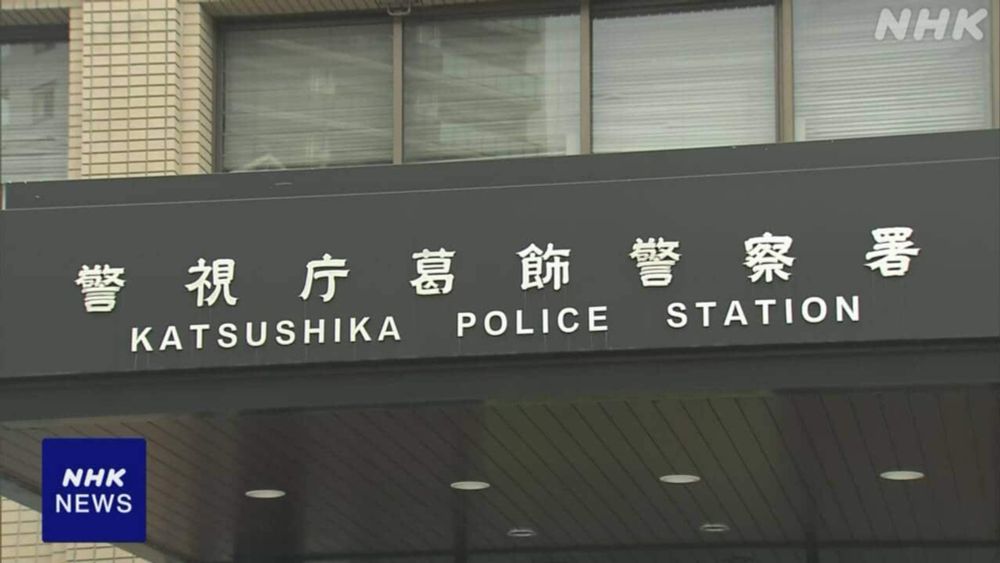 NHK
警視庁葛飾警察署
KATSUSHIKA POLICE STATION
NHK
NEWS